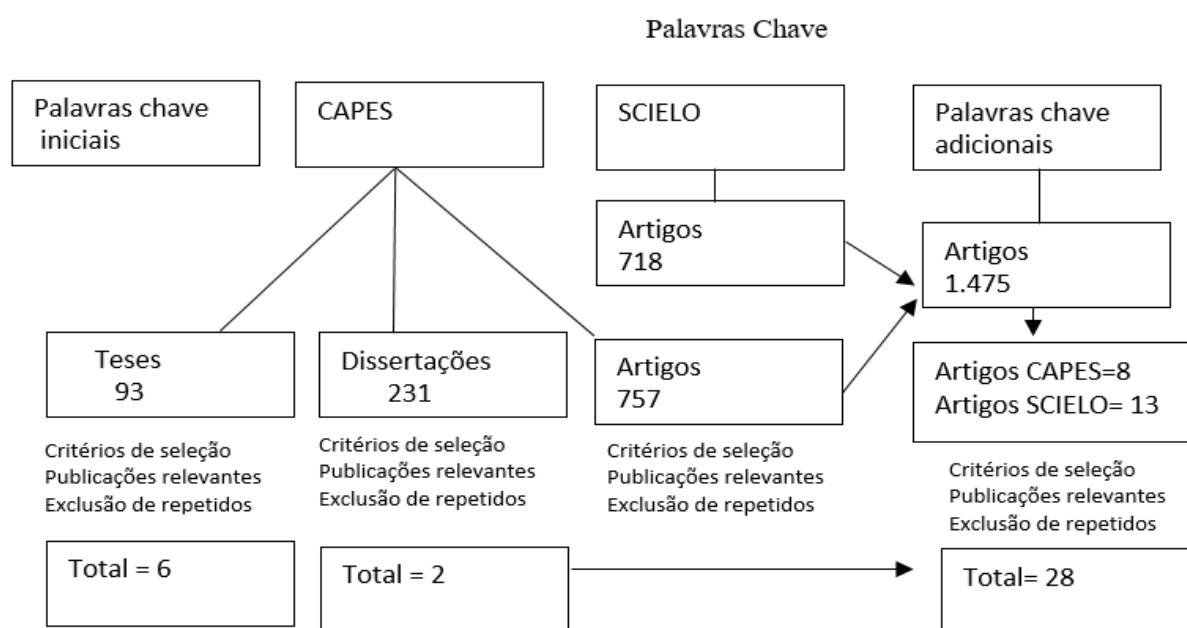 Palavras Chave
Palavras chave
iniciais
CAPES
SCIELO
Palavras chave
adicionais
Artigos
718
Artigos
1.475
Teses
93
Dissertações
231
Artigos
757
Artigos CAPES=8
Artigos SCIELO= 13
Critérios de seleção
Publicações relevantes
Exclusão de repetidos
Critérios de seleção
Publicações relevantes
Exclusão de repetidos
Critérios de seleção
Publicações relevantes
Exclusão de repetidos
Critérios de seleção
Publicações relevantes
Exclusão de repetidos
Total = 6
Total = 2
Total= 28